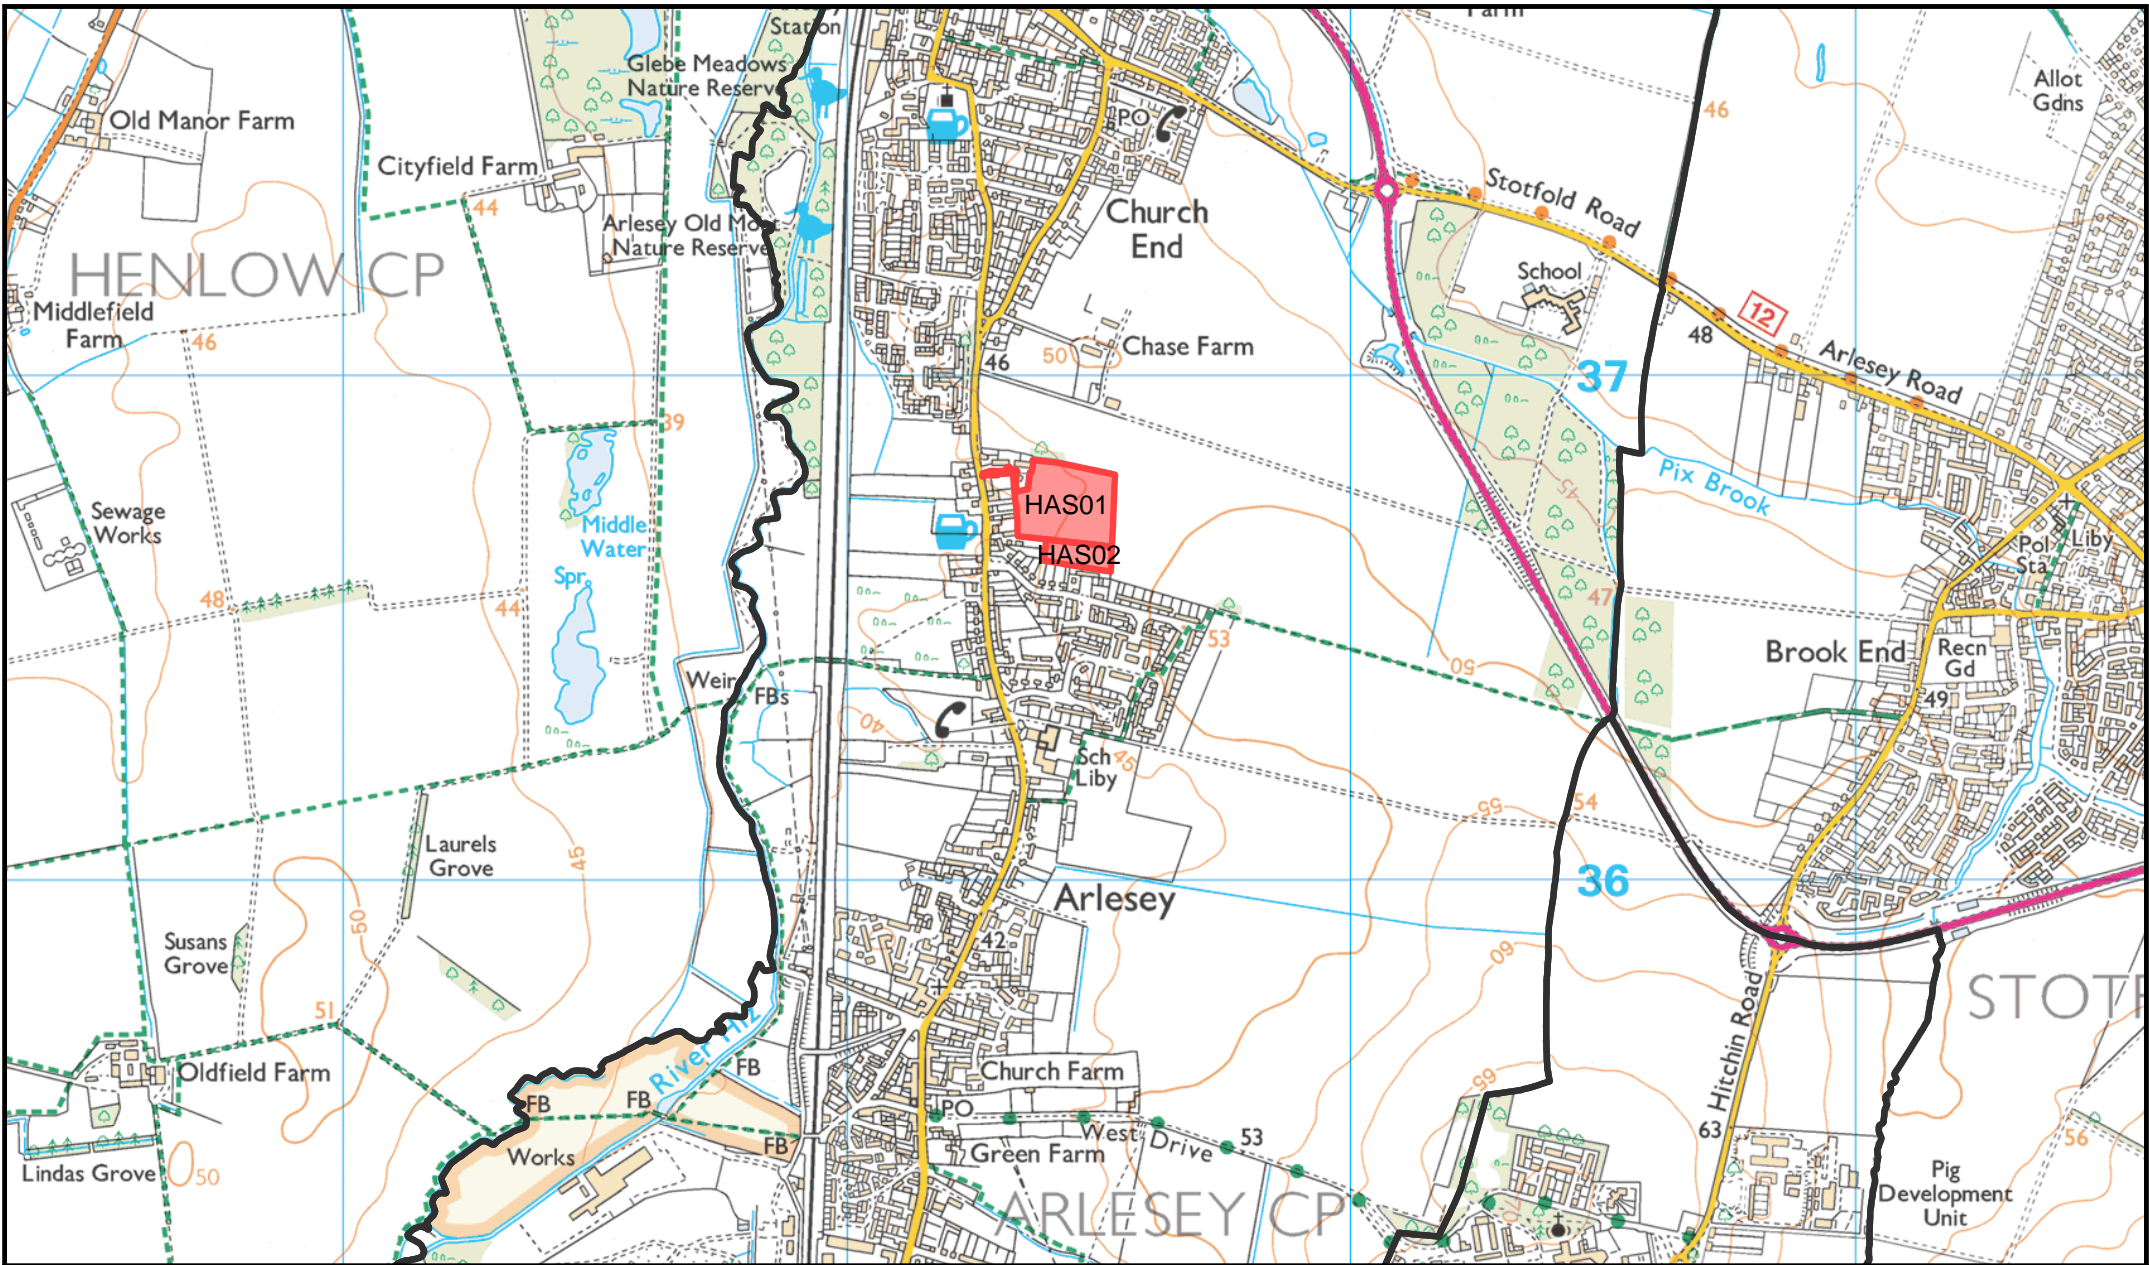 Station
Glebe Meadows
Nature Reserve
Old Manor Farm
Cityfield Farm
44
Arlesey Old Moat
Nature Reserve
HENLOW CP
Middlefield
Farm
46
PO
Church
End
Stotfold Road
School
46
Allot
Gdns
12
48
Arlesey Road
37
46
50
Chase Farm
39
Sewage
Works
Middle
Water
Spr
48
44
HAS01
HAS02
45
Pix Brook
Pol
Sta
Liby
47
53
50
Brook End
Recn
Gd
49
Weir
FBs
40
Sch
Liby
45
55
54
Laurels
Grove
45
50
Susans
Grove
51
Arlesey
42
36
60
STOTF
Hitchin Road
River Hiz
Oldfield Farm
FB
FB
FB
FB
Works
Lindas Grove
50
Church Farm
PO
West Drive
53
Green Farm
ARLESEY CP
65
63
56
Pig
Development
Unit